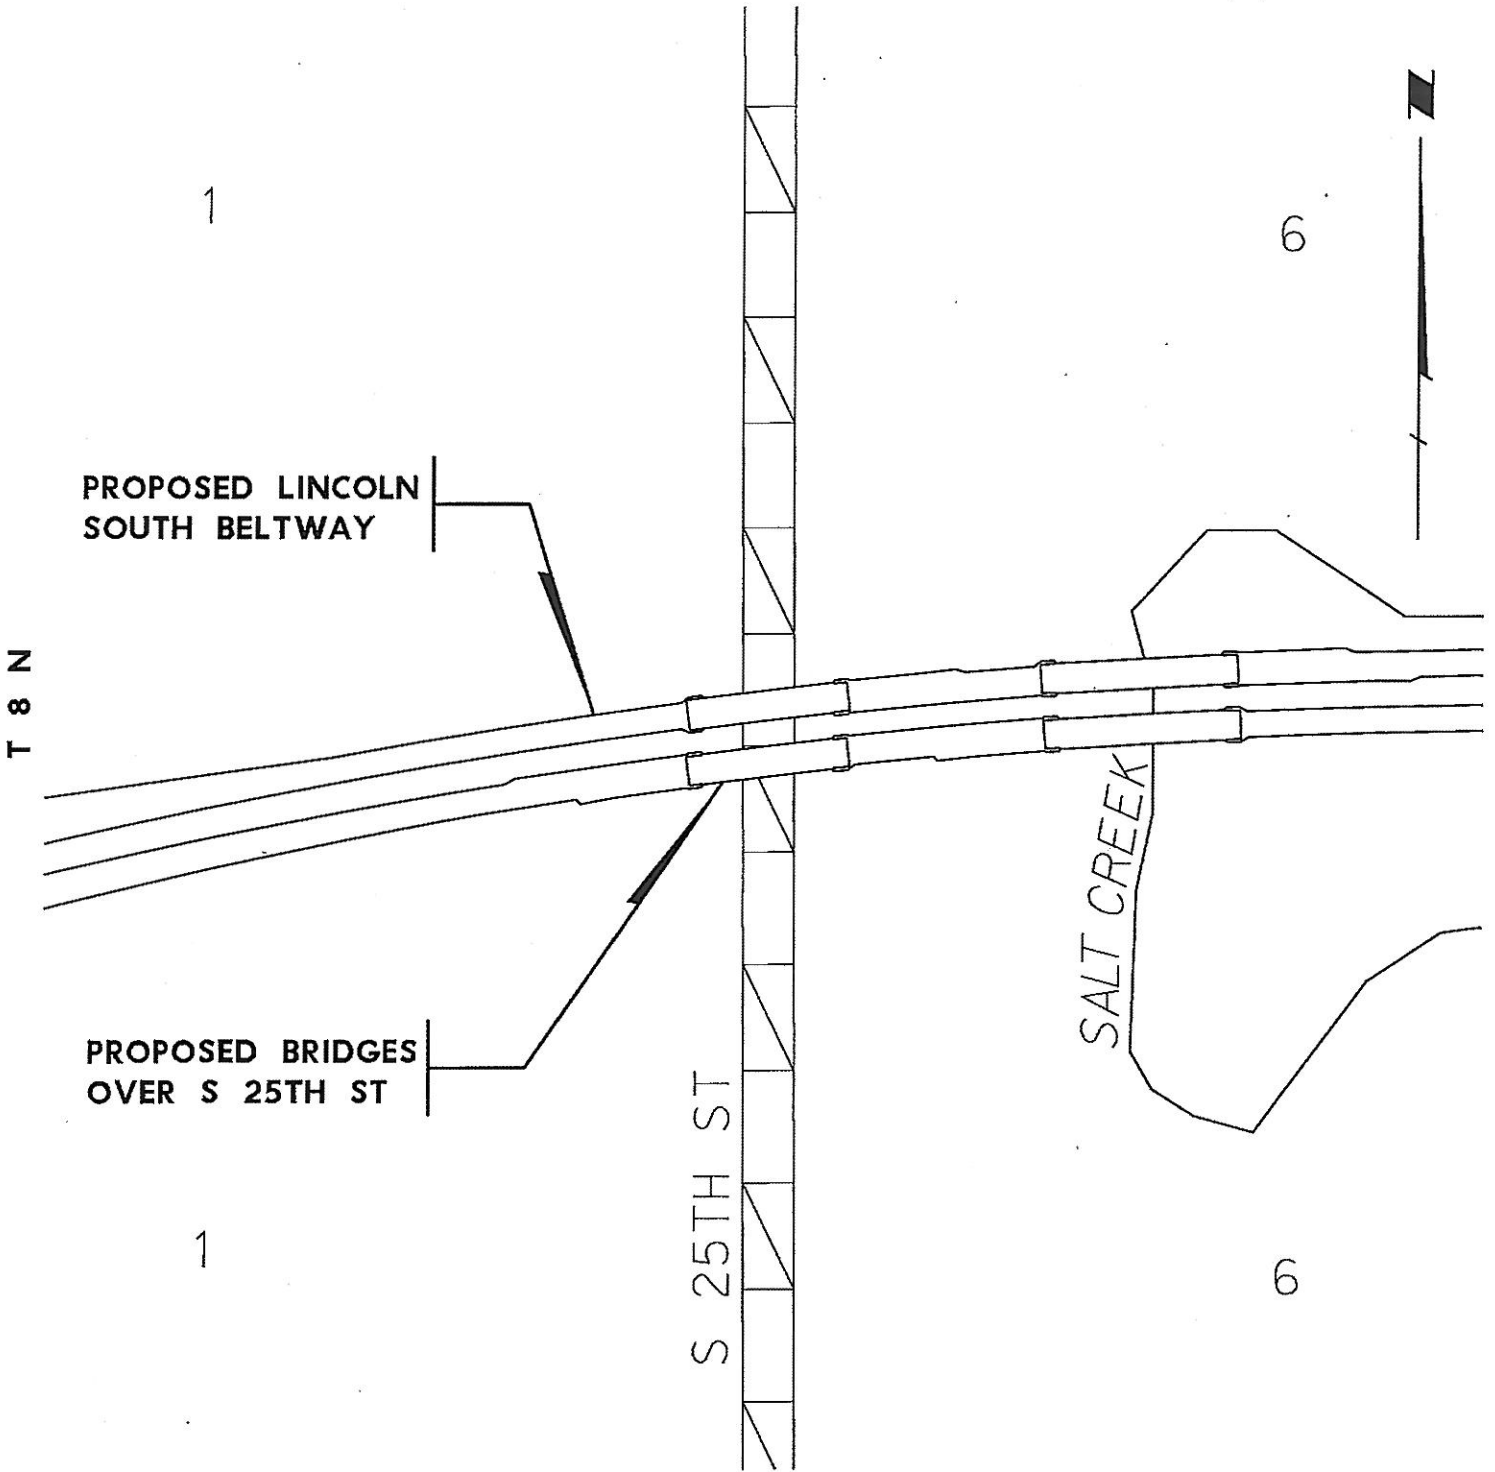 N
1
6
PROPOSED LINCOLN
SOUTH BELTWAY
T 8 N
SALT CREEK
PROPOSED BRIDGES
OVER S 25TH ST
S 25TH ST
1
6